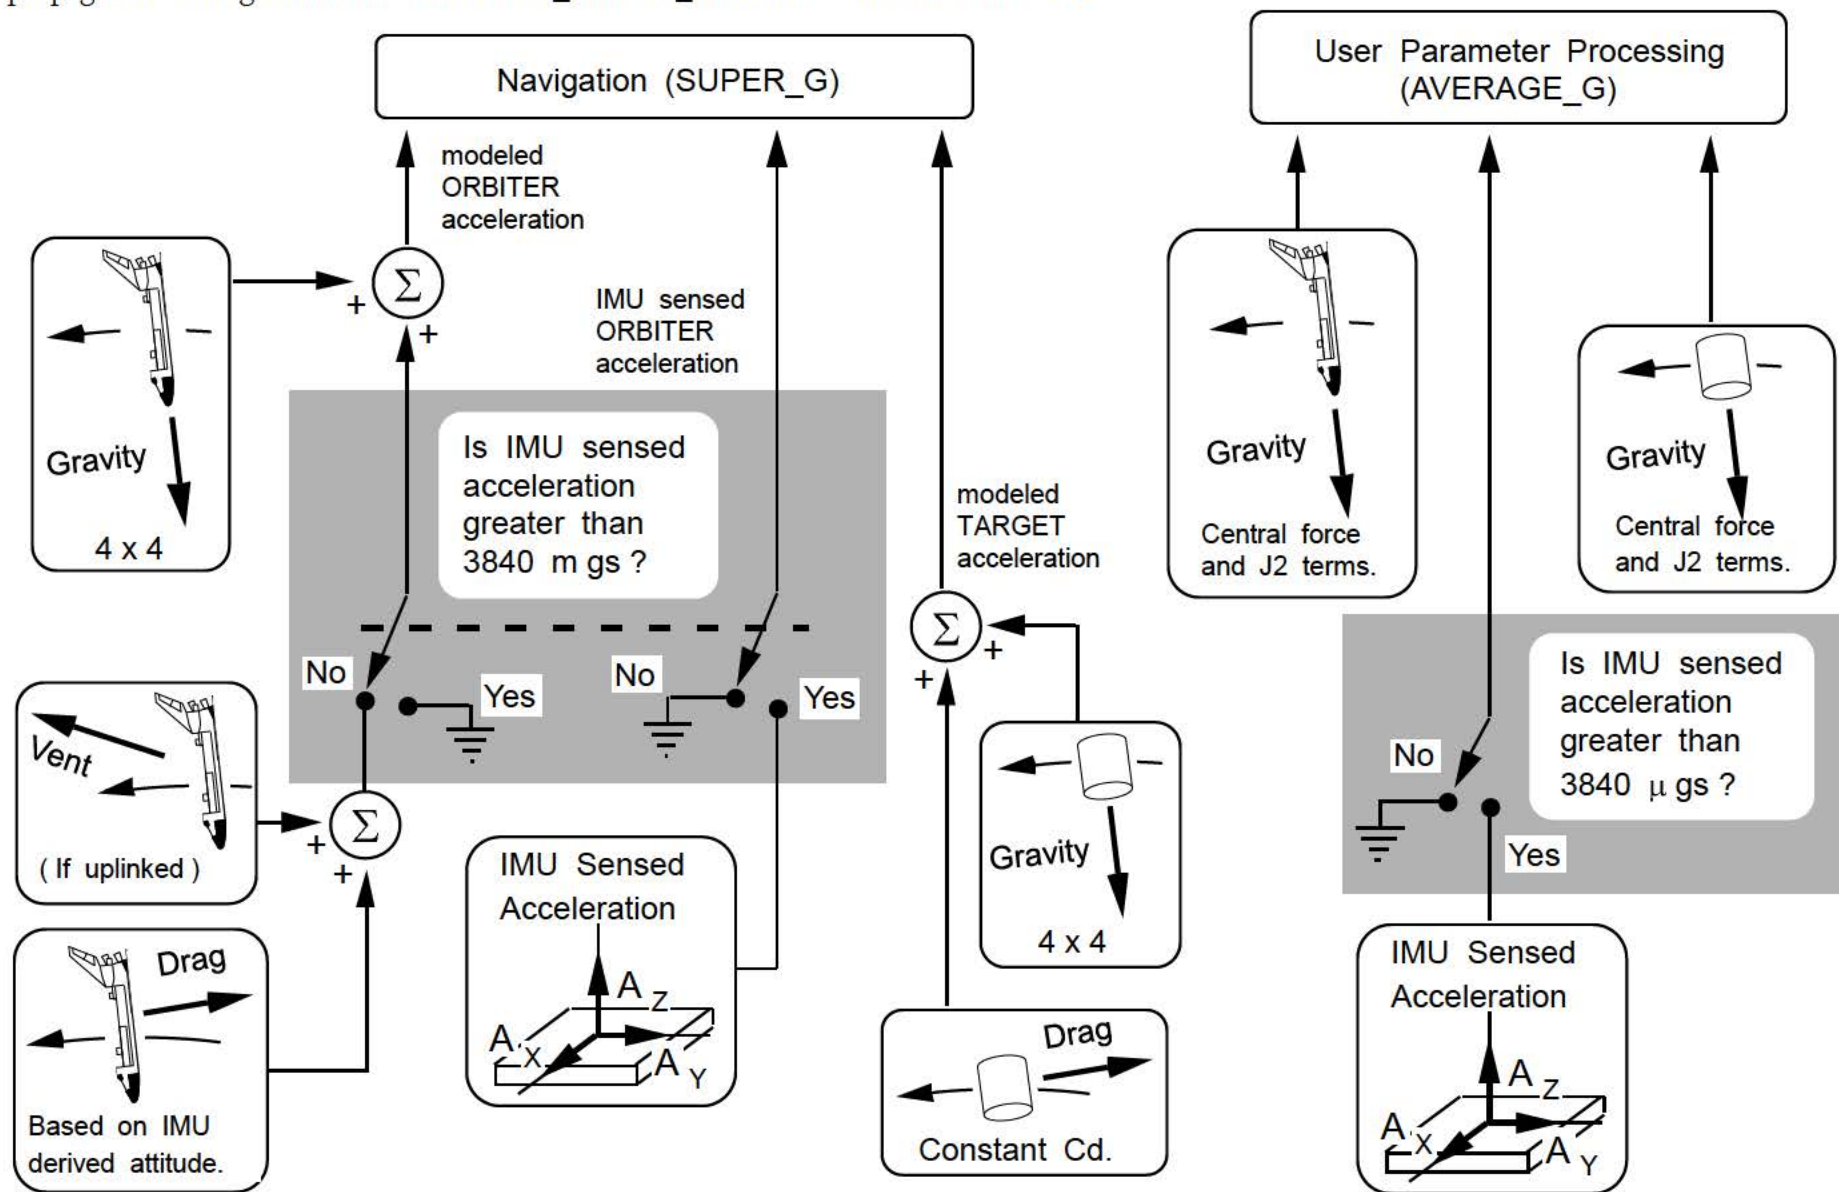 Navigation (SUPER_G)
User Parameter Processing
(AVERAGE_G)
modeled
ORBITER
acceleration
Σ
+
+
Gravity
4 x 4
IMU sensed
ORBITER
acceleration
Is IMU sensed
acceleration
greater than
3840 m gs ?
No
Yes
No
Yes
Vent
( If uplinked )
Σ
+
+
Drag
Based on IMU
derived attitude.
IMU Sensed
Acceleration
A Z
A X
A Y
modeled
TARGET
acceleration
Σ
+
+
Gravity
4 x 4
Drag
Constant Cd.
Gravity
Central force
and J2 terms.
Gravity
Central force
and J2 terms.
Is IMU sensed
acceleration
greater than
3840 μ gs ?
No
Yes
IMU Sensed
Acceleration
A Z
A X
A Y